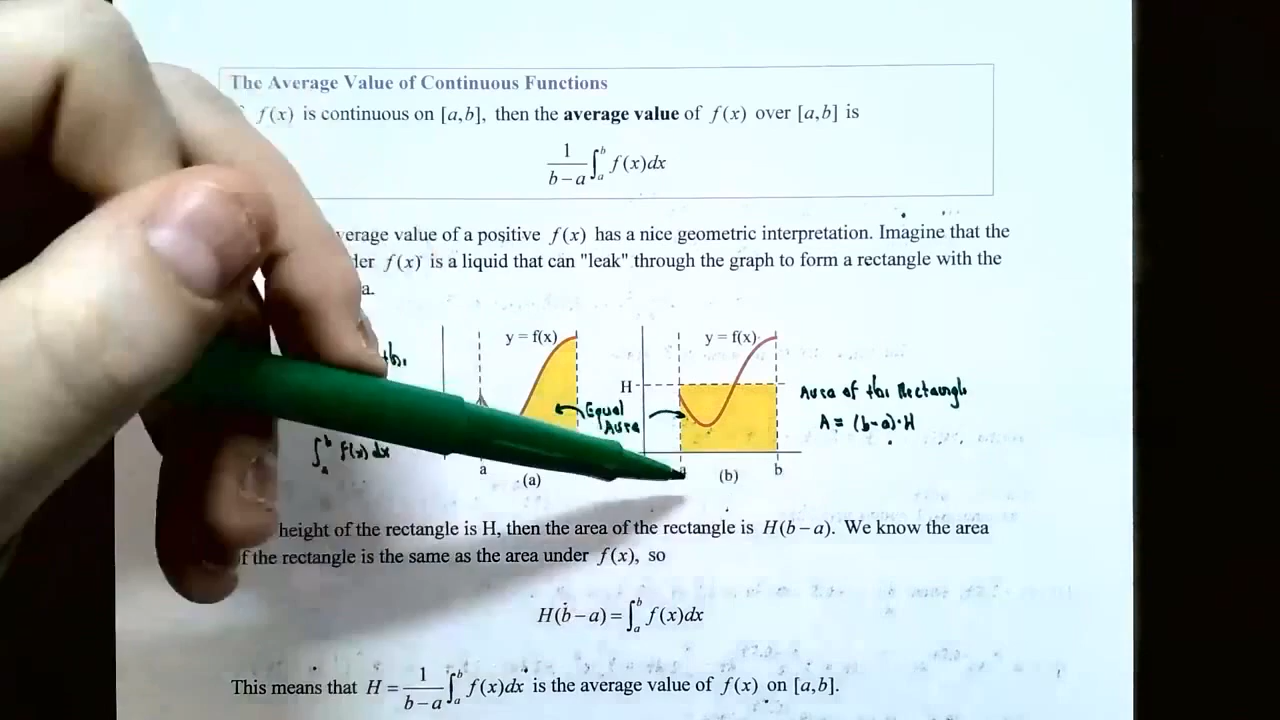 The Average Value of Continuous Functions
f(x) is continuous on [a,b], then the average value of f(x) over [a,b] is
1/(b−a) ∫_a^b f(x)dx
verage value of a positive f(x) has a nice geometric interpretation. Imagine that the
der f(x) is a liquid that can "leak" through the graph to form a rectangle with the
a.
y = f(x)
y = f(x)
H
Equal
Area
Area of the Rectangle
A = (b-a)·H
∫_a^b f(x) dx
a
(a)
a
(b)
b
height of the rectangle is H, then the area of the rectangle is H(b−a). We know the area
f the rectangle is the same as the area under f(x), so
H(b−a) = ∫_a^b f(x)dx
This means that H = 1/(b−a) ∫_a^b f(x)dx is the average value of f(x) on [a,b].